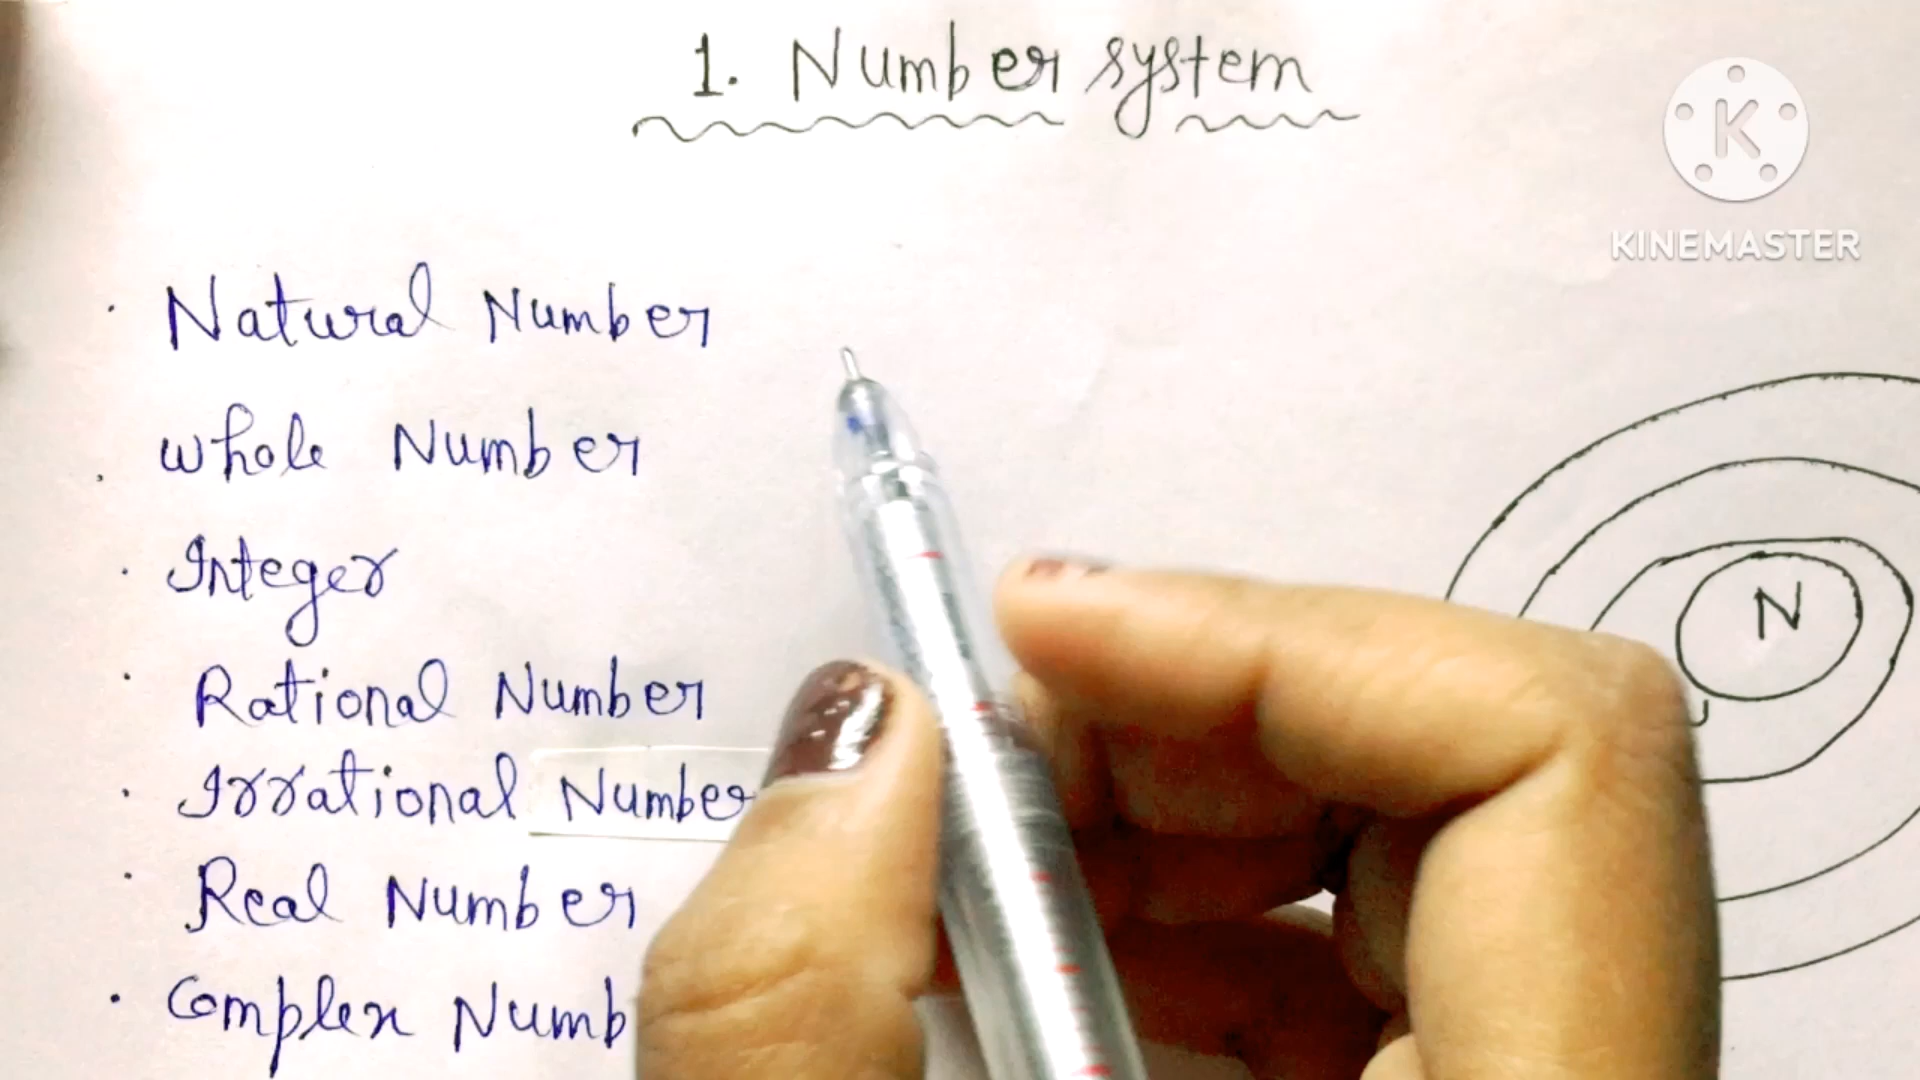 1. Number system
K
KINEMASTER
Natural Number
whole Number
Integer
Rational Number
Irrational Number
Real Number
Complex Numb
N